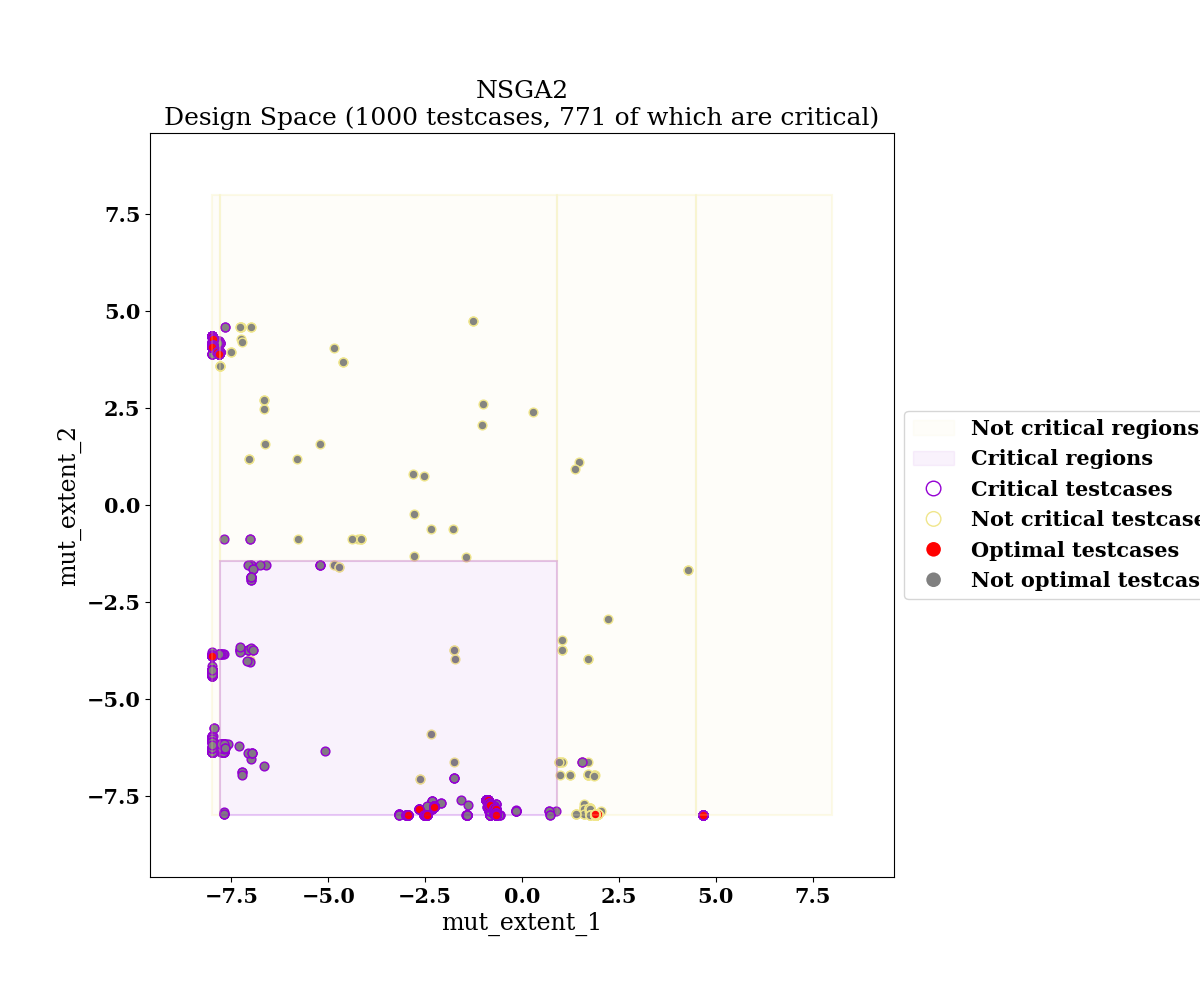 NSGA2
Design Space (1000 testcases, 771 of which are critical)
mut_extent_2
7.5
5.0
2.5
0.0
−2.5
−5.0
−7.5
−7.5
−5.0
−2.5
0.0
2.5
5.0
7.5
mut_extent_1
Not critical regions
Critical regions
Critical testcases
Not critical testcase
Optimal testcases
Not optimal testcas